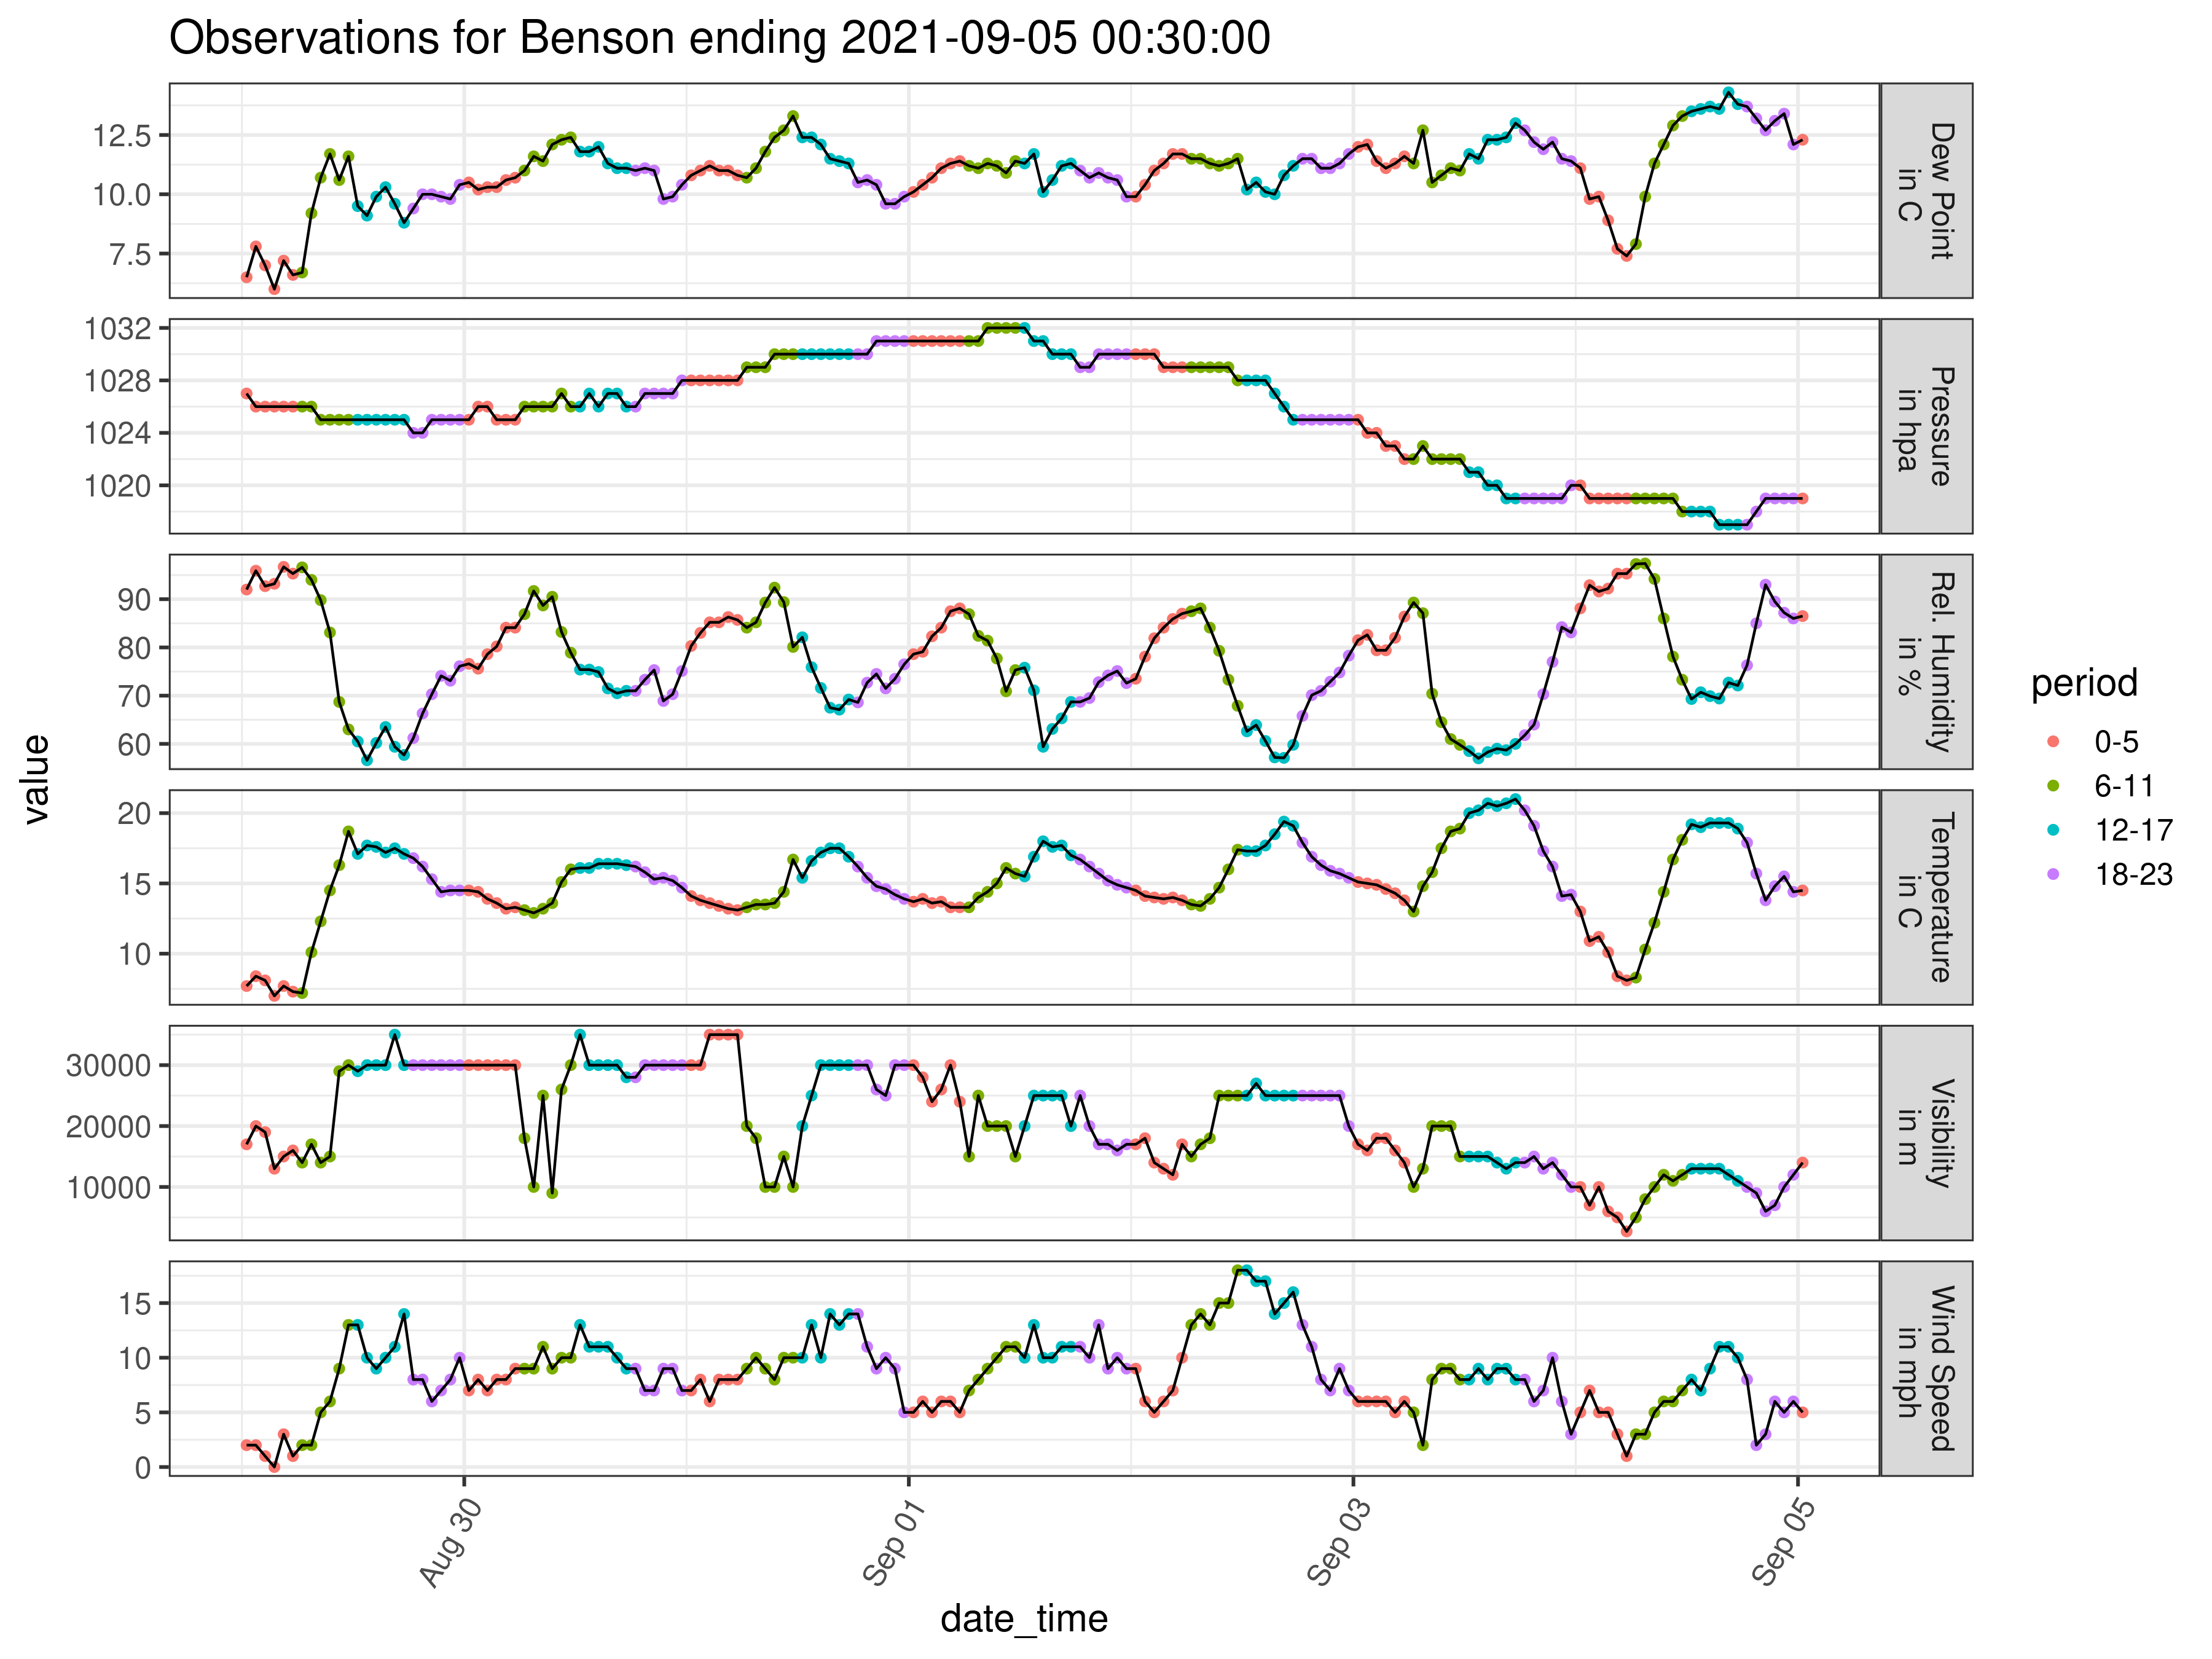 Observations for Benson ending 2021-09-05 00:30:00
value
12.5
10.0
7.5
Dew Point
in C
1032
1028
1024
1020
Pressure
in hpa
90
80
70
60
Rel. Humidity
in %
20
15
10
Temperature
in C
30000
20000
10000
Visibility
in m
15
10
5
0
Wind Speed
in mph
Aug 30
Sep 01
Sep 03
Sep 05
date_time
period
0-5
6-11
12-17
18-23